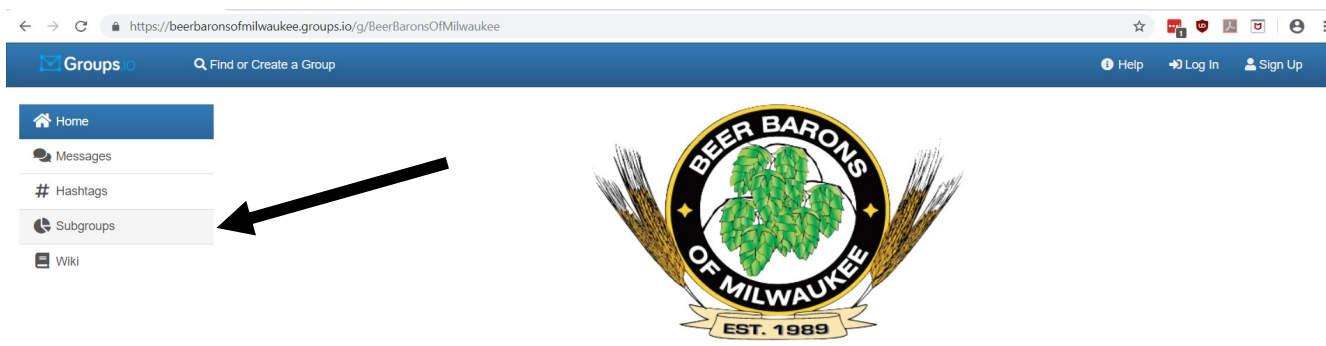 https://beerbaronsofmilwaukee.groups.io/g/BeerBaronsOfMilwaukee
1
Groups io
Find or Create a Group
Help
Log In
Sign Up
Home
Messages
# Hashtags
Subgroups
Wiki
BEER BARONS
OF MILWAUKEE
EST. 1989